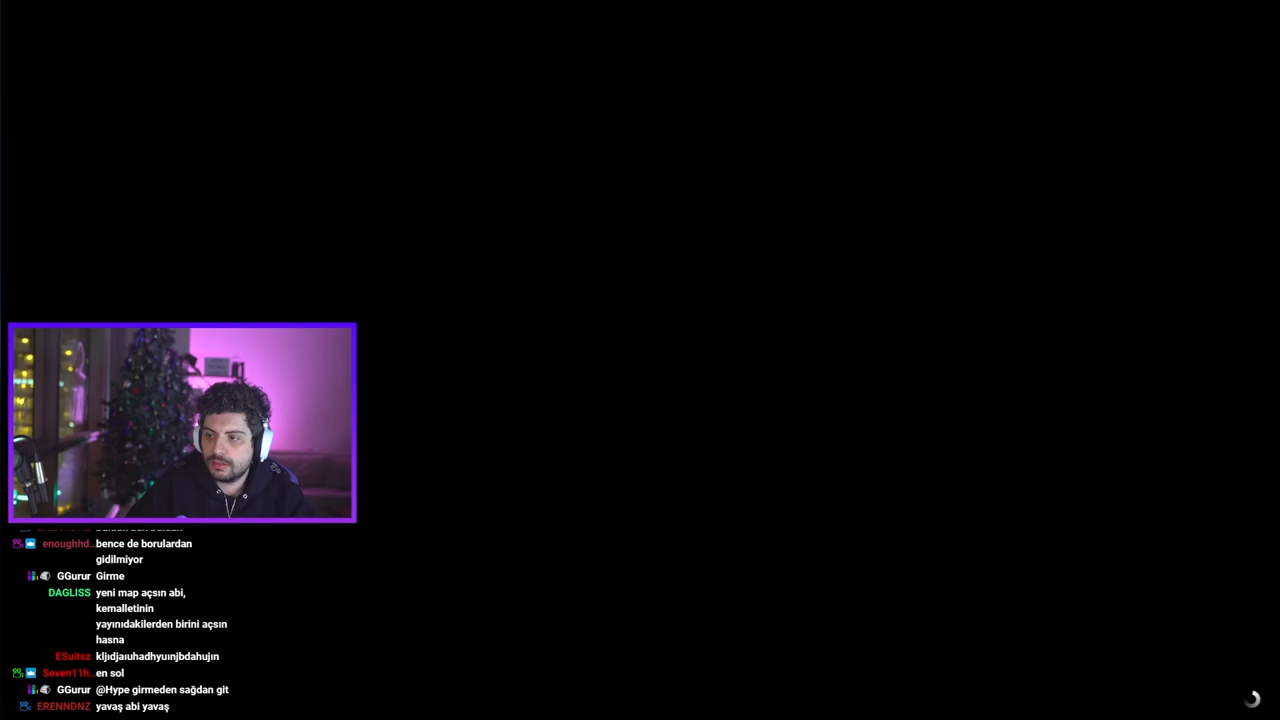 enoughhd.. bence de borulardan
gidilmiyor
GGurur Girme
DAGLISS yeni map açsın abi,
kemalletinin
yayınıdakilerden birini açsın
hasna
ESuitsz kljıdjaıuhadhyuınjbdahujın
Seven11h.. en sol
GGurur @Hype girmeden sağdan git
ERENNDNZ yavaş abi yavaş